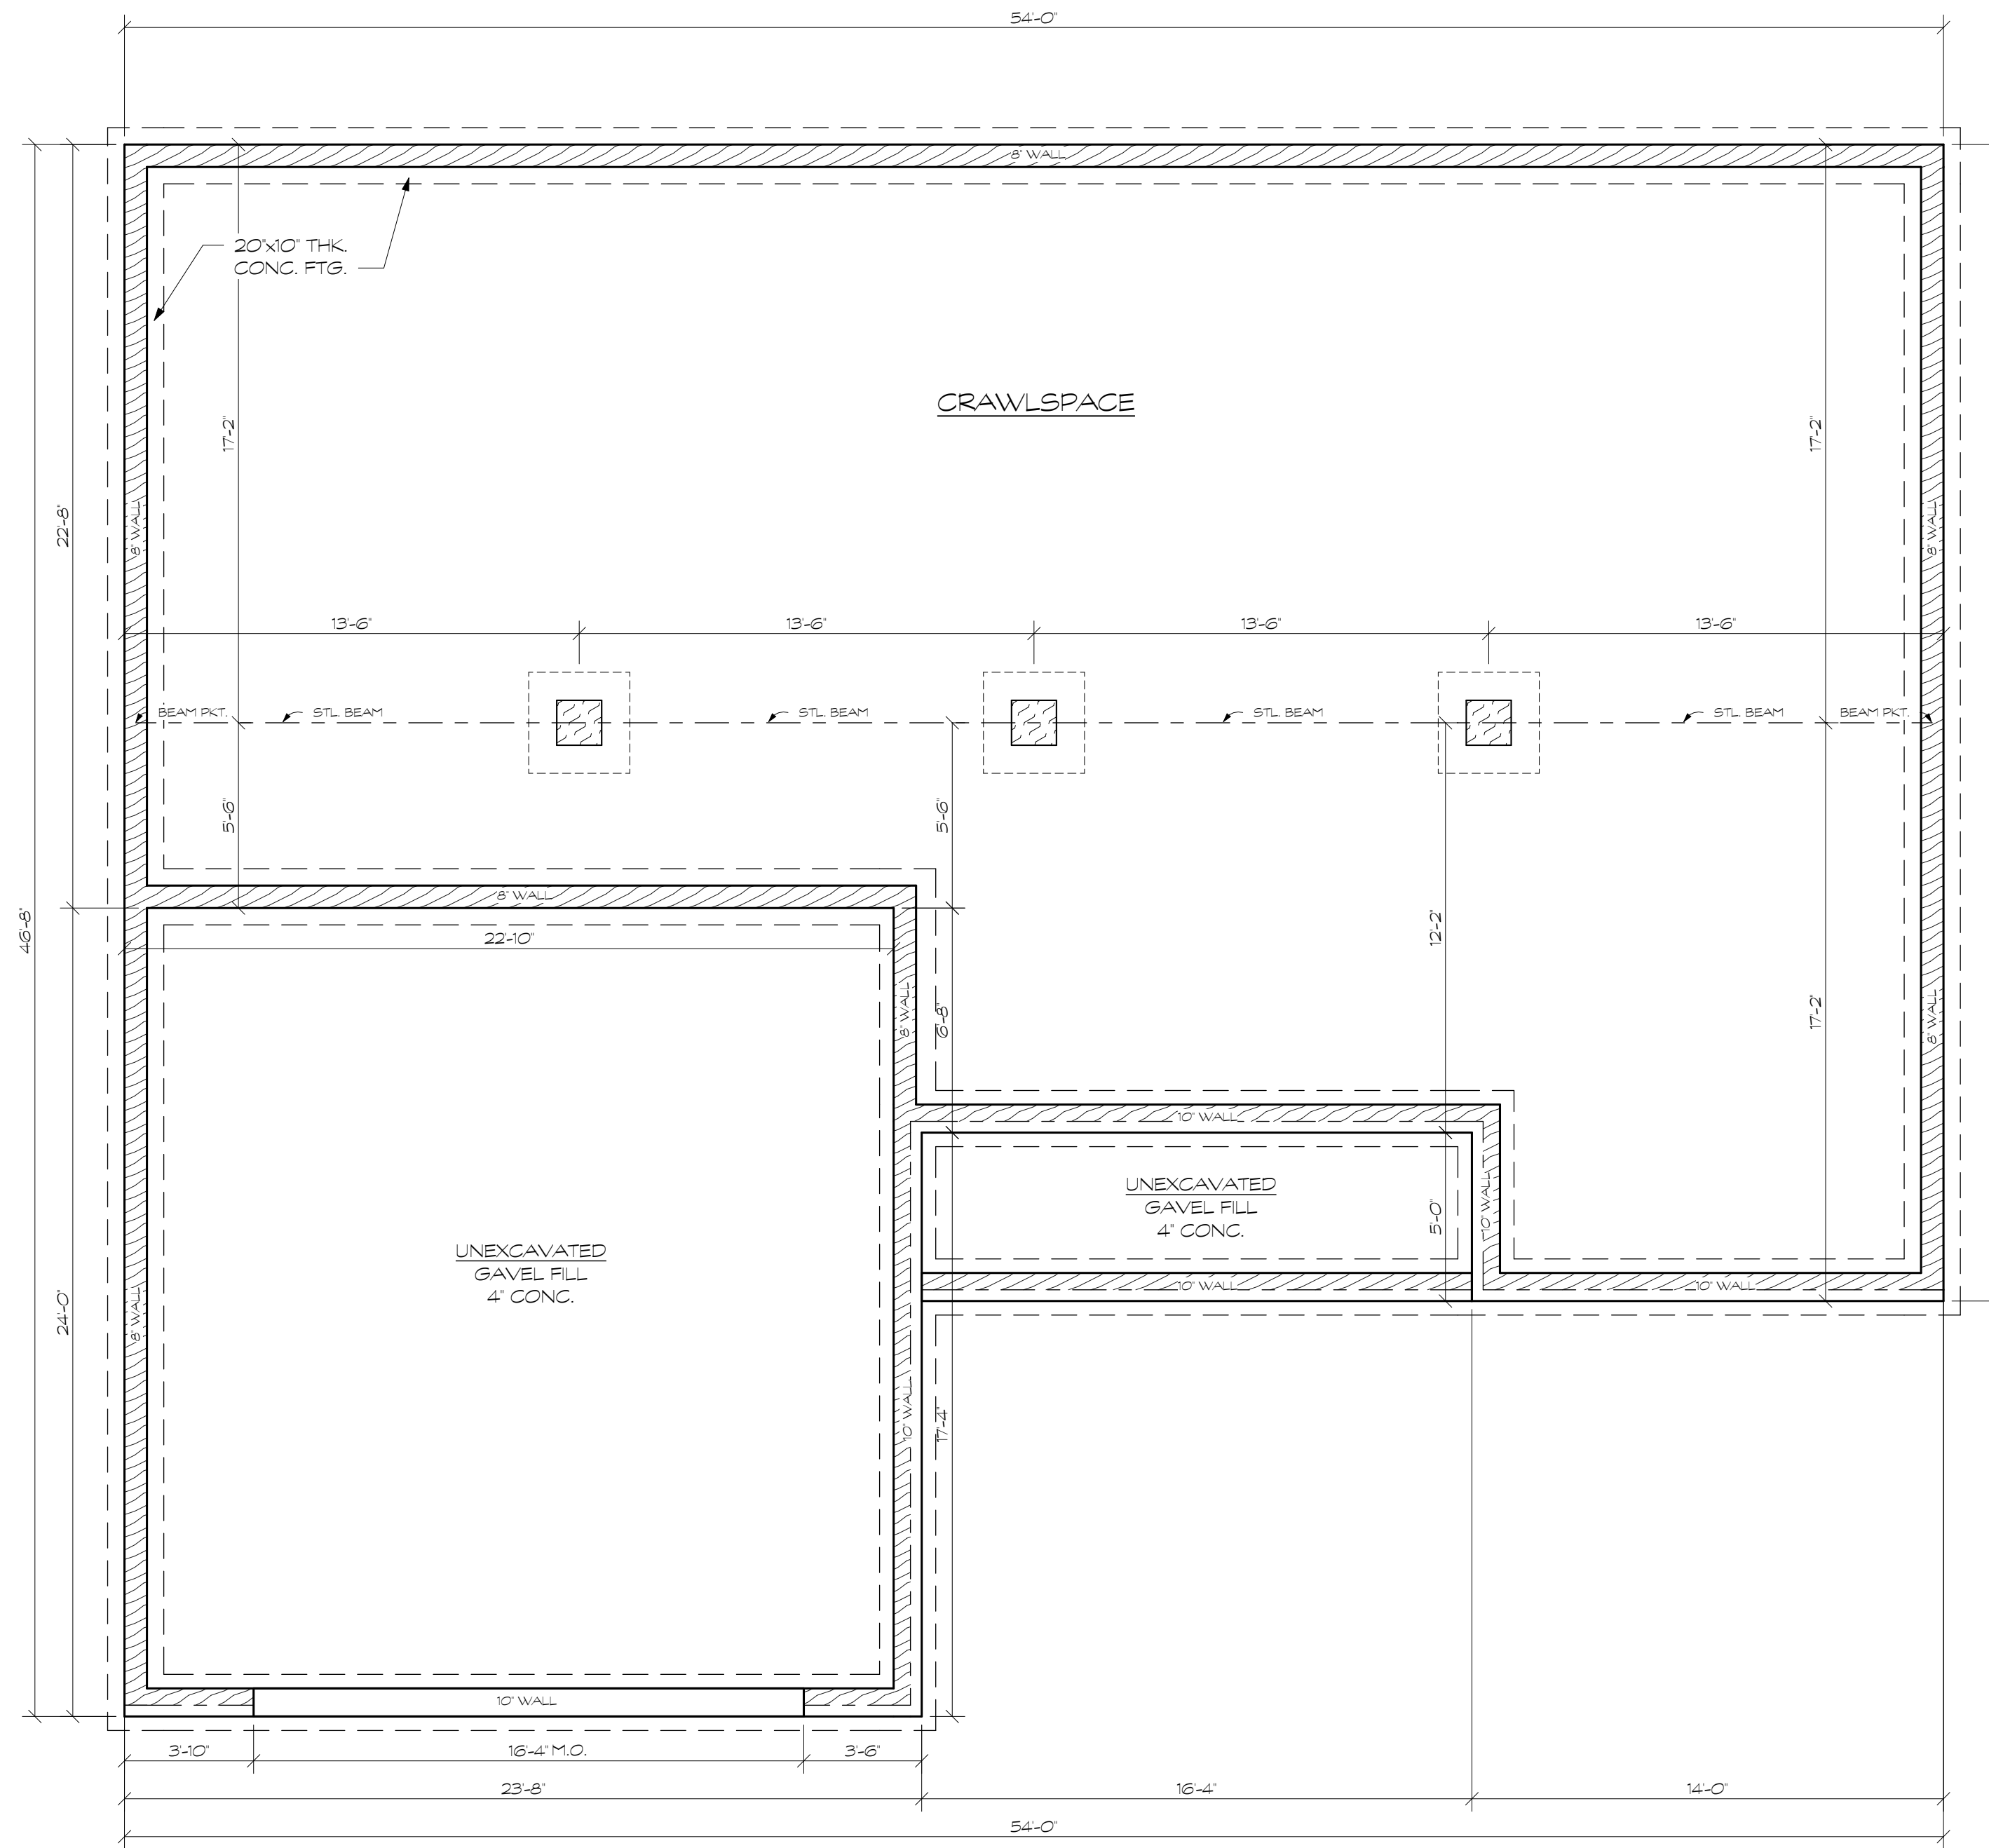 54'-0"
8" WALL
20"x10" THK.
CONC. FTG.
CRAWLSPACE
17'-2"
17'-2"
22'-8"
8" WALL
8" WALL
13'-6"
13'-6"
13'-6"
13'-6"
BEAM PKT.
STL. BEAM
STL. BEAM
STL. BEAM
STL. BEAM
BEAM PKT.
5'-6"
5'-6"
46'-8"
8" WALL
12'-2"
22'-10"
8" WALL
6'-8"
17'-2"
8" WALL
10" WALL
UNEXCAVATED
GAVEL FILL
4" CONC.
10" WALL
5'-0"
UNEXCAVATED
GAVEL FILL
4" CONC.
10" WALL
10" WALL
24'-0"
8" WALL
10" WALL
17'-4"
10" WALL
3'-10"
16'-4" M.O.
3'-6"
23'-8"
16'-4"
14'-0"
54'-0"